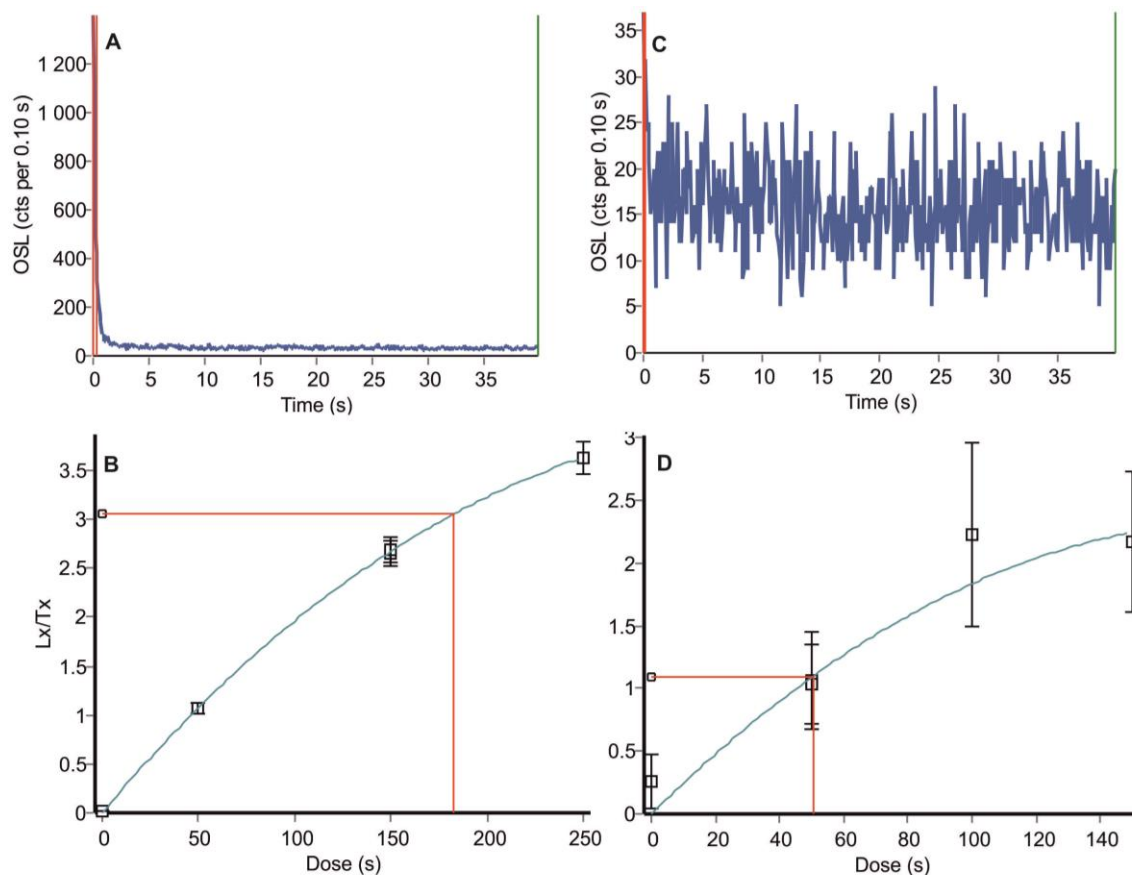 A
OSL (cts per 0.10 s)
1 200
1 000
800
600
400
200
0
0 5 10 15 20 25 30 35
Time (s)
C
OSL (cts per 0.10 s)
35
30
25
20
15
10
5
0
0 5 10 15 20 25 30 35
Time (s)
B
Lx/Tx
3.5
3
2.5
2
1.5
1
0.5
0
0 50 100 150 200 250
Dose (s)
D
3
2.5
2
1.5
1
0.5
0
0 20 40 60 80 100 120 140
Dose (s)